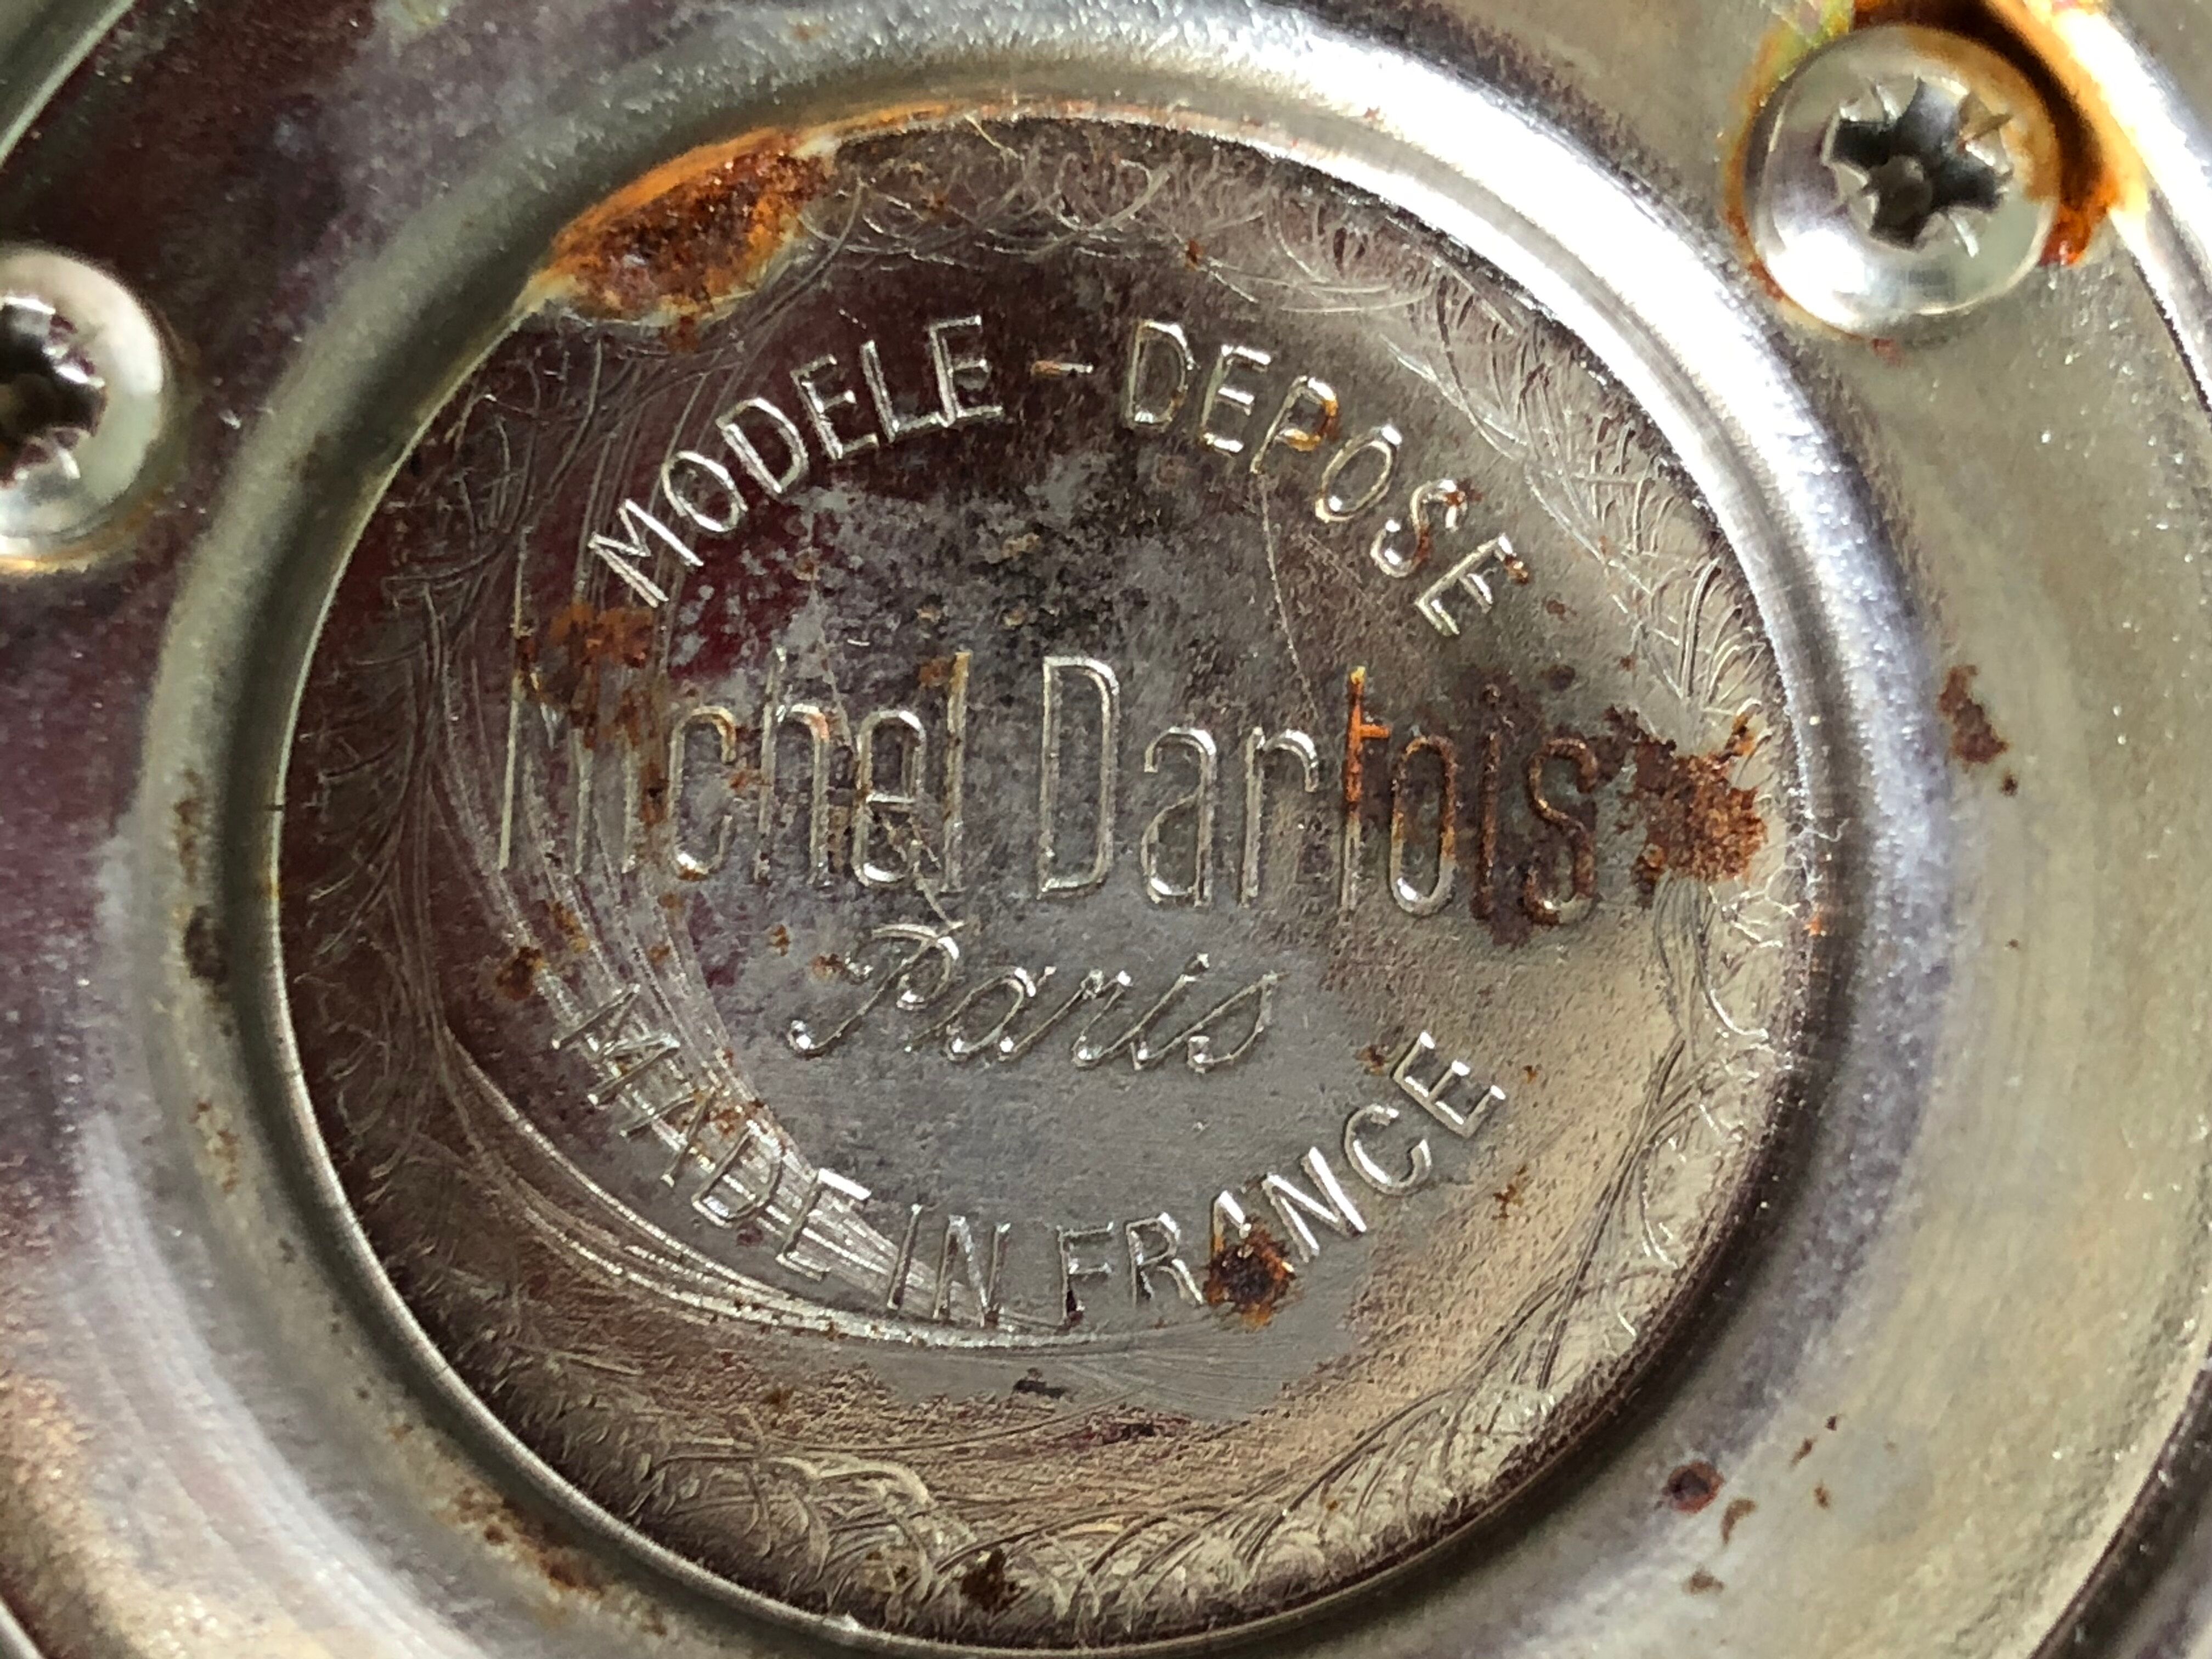 MODELE - DEPOSE
Michel Dartois
Paris
MADE IN FRANCE